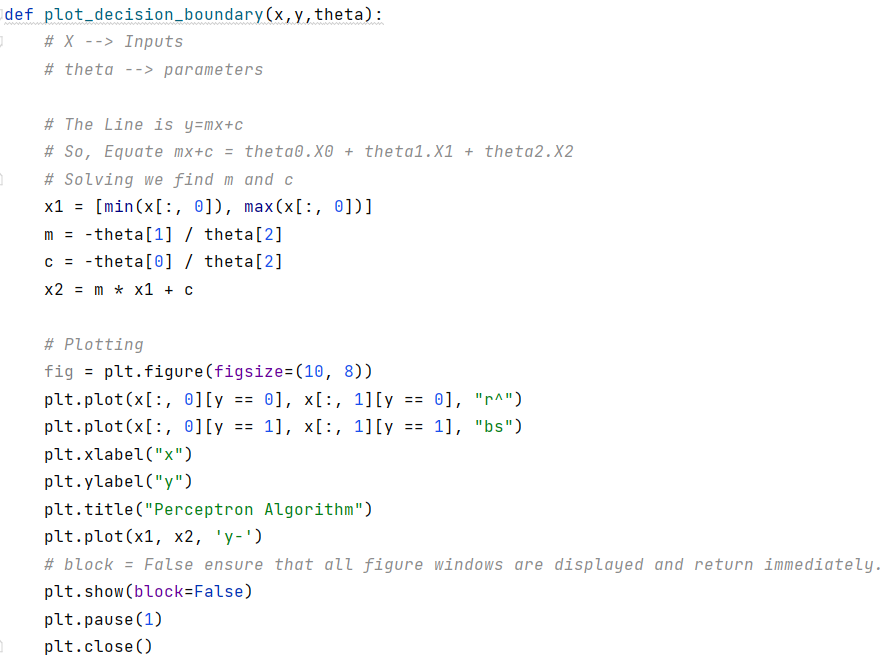 def plot_decision_boundary(x,y,theta):
    # X --> Inputs
    # theta --> parameters

    # The Line is y=mx+c
    # So, Equate mx+c = theta0.X0 + theta1.X1 + theta2.X2
    # Solving we find m and c
    x1 = [min(x[:, 0]), max(x[:, 0])]
    m = -theta[1] / theta[2]
    c = -theta[0] / theta[2]
    x2 = m * x1 + c

    # Plotting
    fig = plt.figure(figsize=(10, 8))
    plt.plot(x[:, 0][y == 0], x[:, 1][y == 0], "r^")
    plt.plot(x[:, 0][y == 1], x[:, 1][y == 1], "bs")
    plt.xlabel("x")
    plt.ylabel("y")
    plt.title("Perceptron Algorithm")
    plt.plot(x1, x2, 'y-')
    # block = False ensure that all figure windows are displayed and return immediately.
    plt.show(block=False)
    plt.pause(1)
    plt.close()